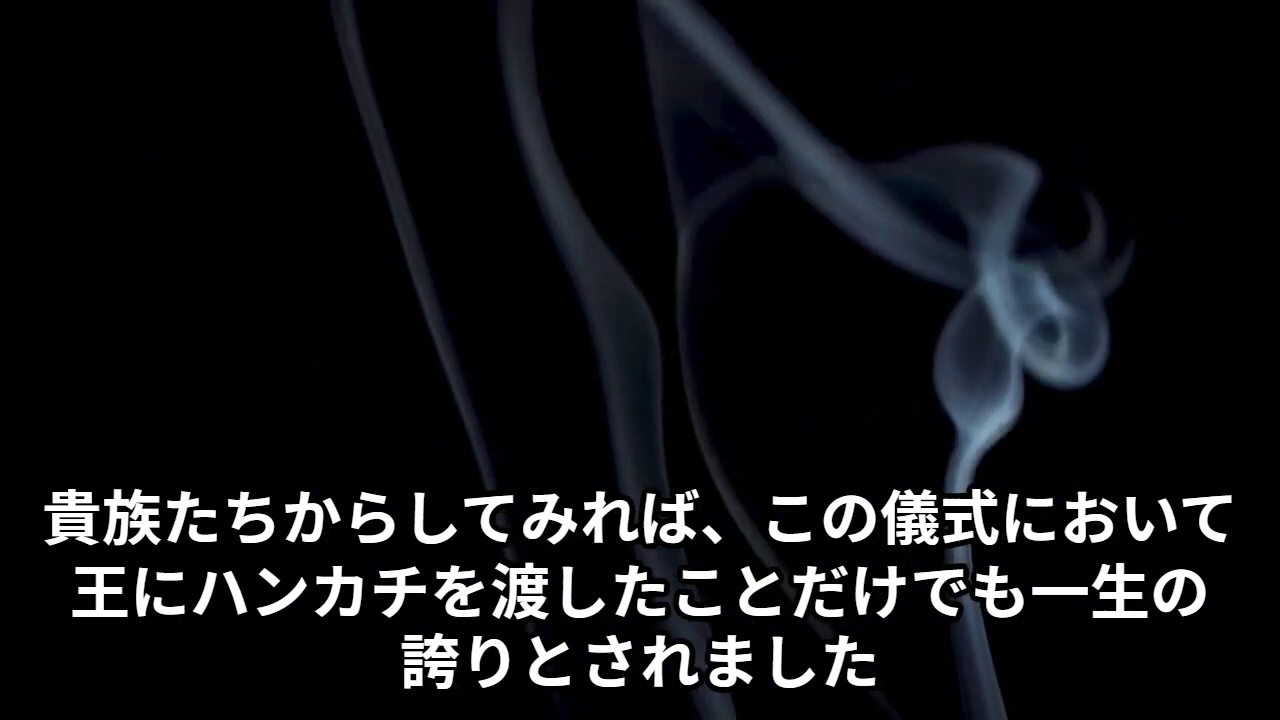 貴族たちからしてみれば、この儀式において
王にハンカチを渡したことだけでも一生の
誇りとされました